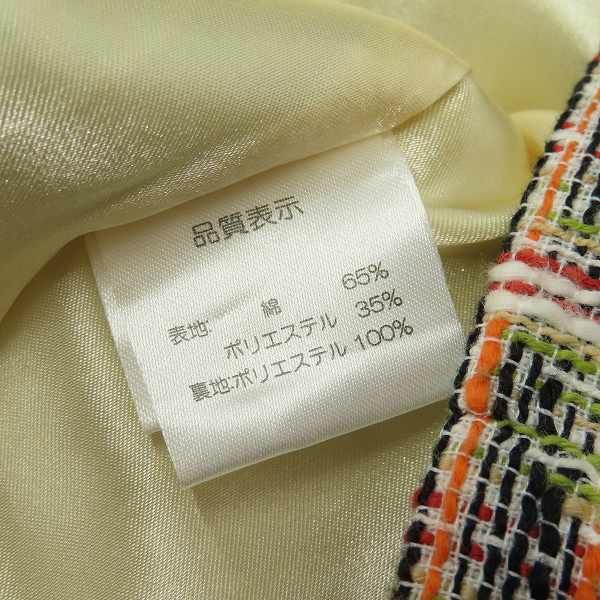 品質表示
表地: 綿 65%
ポリエステル 35%
裏地:ポリエステル 100%